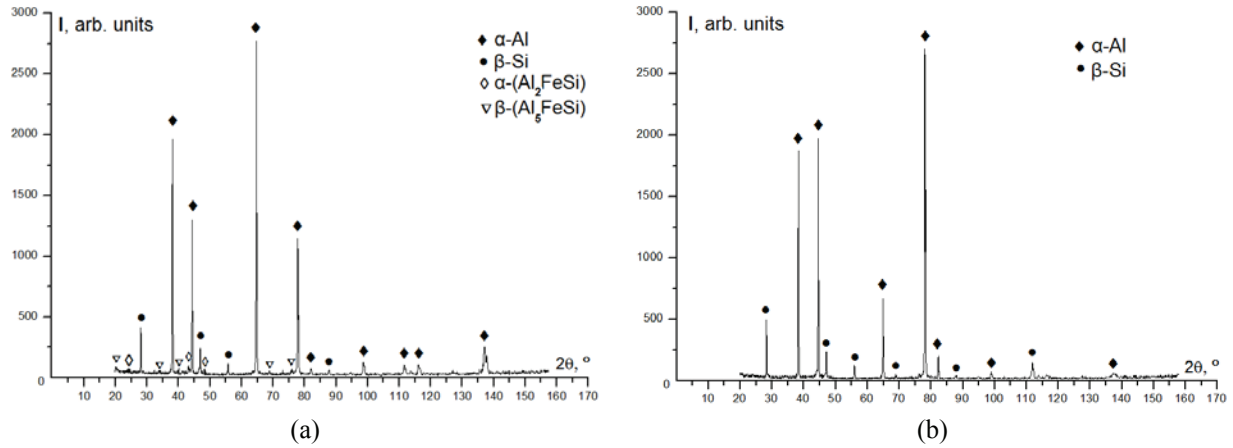 I, arb. units
3000
2500
2000
1500
1000
500
0
α-Al
β-Si
α-(Al₂FeSi)
β-(Al₅FeSi)
2θ, º
10 20 30 40 50 60 70 80 90 100 110 120 130 140 150 160 170
(a)
I, arb. units
3000
2500
2000
1500
1000
500
0
α-Al
β-Si
2θ, º
10 20 30 40 50 60 70 80 90 100 110 120 130 140 150 160 170
(b)